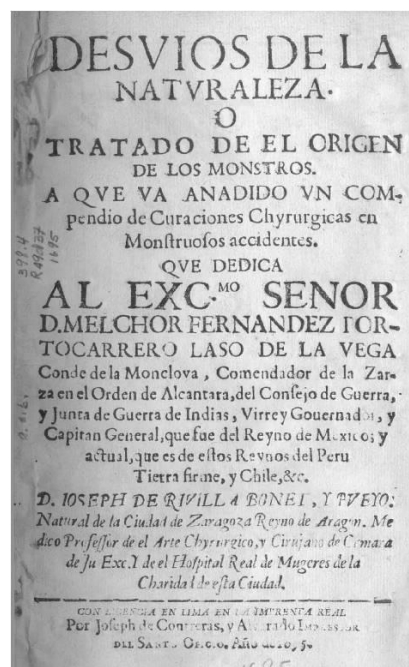 DESVIOS DE LA
NATVRALEZA.
O
TRATADO DE EL ORIGEN
DE LOS MONSTROS.
A QVE VA ANADIDO VN COM-
pendio de Curaciones Chyrurgicas en
Monſtruoſos accidentes.
QVE DEDICA
AL EXC.MO SENOR
D.MELCHOR FERNANDEZ POR-
TOCARRERO LASO DE LA VEGA
Conde de la Monclova, Comendador de la Zar-
za en el Orden de Alcantara, del Conſejo de Guerra,
y Junta de Guerra de Indias, Virrey Governador, y
Capitan General, que fue del Reyno de Mexico; y
actual, que es de eſtos Reynos del Peru
Tierra firme, y Chile, &c.
D. IOSEPH DE RIVILLA BONET, Y PVEYO:
Natural de la Ciudad de Zaragoza Reyno de Aragon. Me
dico Profeſſor de el Arte Chyrurgico, y Cirujano de Camara
de ſu Exc. Y de el Hoſpital Real de Mugeres de la
Charidad de eſta Ciudad.
CON LICENCIA EN LIMA EN LA IMPRENTA REAL
Por Joſeph de Contreras, y Alvarado IMPRESSOR
DEL SANTO OFICIO. Año de
398.4
1695